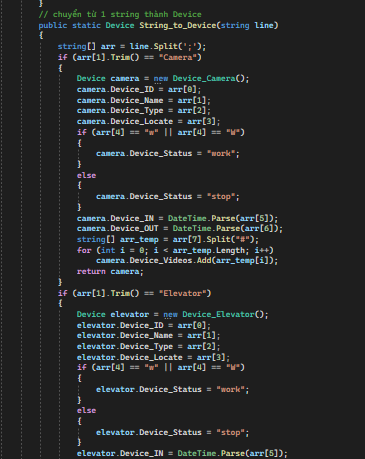 }
// chuyển từ 1 string thành Device
public static Device String_to_Device(string line)
{
string[] arr = line.Split(';');
if (arr[1].Trim() == "Camera")
{
Device camera = new Device_Camera();
camera.Device_ID = arr[0];
camera.Device_Name = arr[1];
camera.Device_Type = arr[2];
camera.Device_Locate = arr[3];
if (arr[4] == "w" || arr[4] == "W")
{
camera.Device_Status = "work";
}
else
{
camera.Device_Status = "stop";
}
camera.Device_IN = DateTime.Parse(arr[5]);
camera.Device_OUT = DateTime.Parse(arr[6]);
string[] arr_temp = arr[7].Split("#");
for (int i = 0; i < arr_temp.Length; i++)
camera.Device_Videos.Add(arr_temp[i]);
return camera;
}
if (arr[1].Trim() == "Elevator")
{
Device elevator = new Device_Elevator();
elevator.Device_ID = arr[0];
elevator.Device_Name = arr[1];
elevator.Device_Type = arr[2];
elevator.Device_Locate = arr[3];
if (arr[4] == "w" || arr[4] == "W")
{
elevator.Device_Status = "work";
}
else
{
elevator.Device_Status = "stop";
}
elevator.Device_IN = DateTime.Parse(arr[5]);